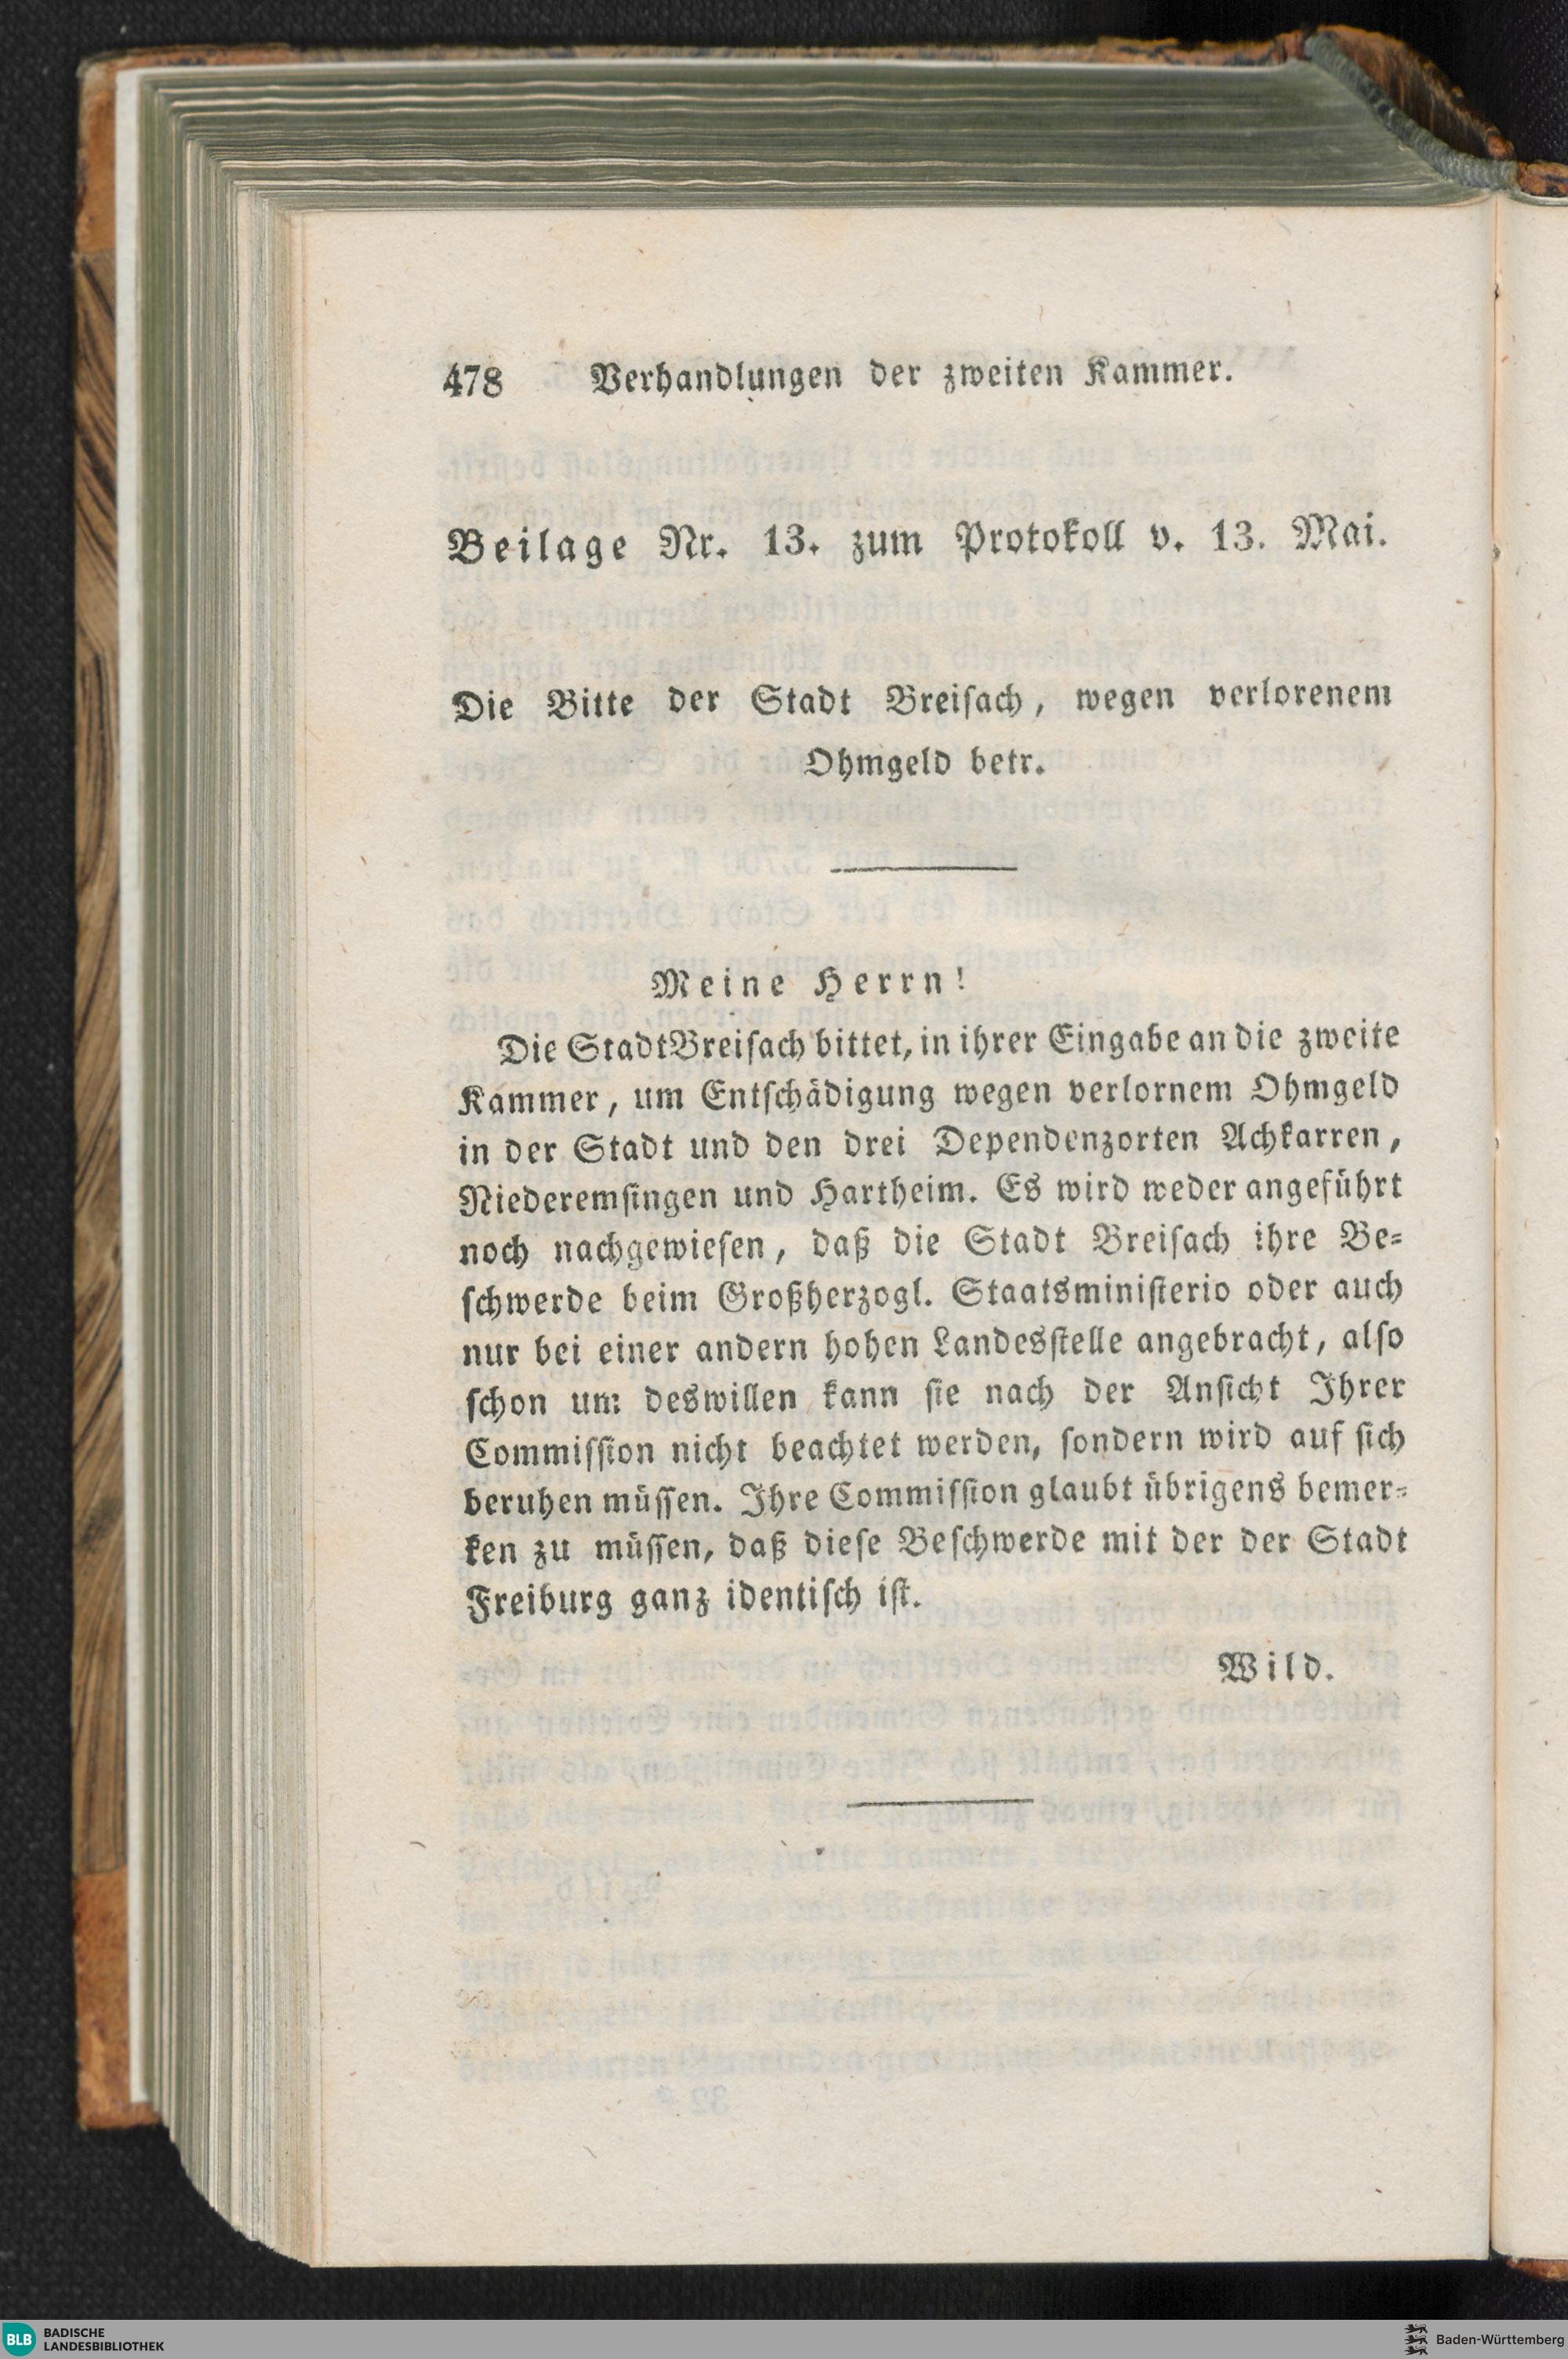 478 Verhandlungen der zweiten Kammer.
Beilage Nr. 13. zum Protokoll v. 13. Mai.
Die Bitte der Stadt Breisach, wegen verlorenem
Ohmgeld betr.
Meine Herrn!
Die Stadt Breisach bittet, in ihrer Eingabe an die zweite
Kammer, um Entschädigung wegen verlornem Ohmgeld
in der Stadt und den drei Dependenzorten Achkarren,
Niederemsingen und Hartheim. Es wird weder angeführt
noch nachgewiesen, daß die Stadt Breisach ihre Be-
schwerde beim Großherzogl. Staatsministerio oder auch
nur bei einer andern hohen Landesstelle angebracht, also
schon um deswillen kann sie nach der Ansicht Ihrer
Commission nicht beachtet werden, sondern wird auf sich
beruhen müssen. Ihre Commission glaubt übrigens bemer-
ken zu müssen, daß diese Beschwerde mit der der Stadt
Freiburg ganz identisch ist.
Wild.
BLB BADISCHE
LANDESBIBLIOTHEK
Baden-Württemberg